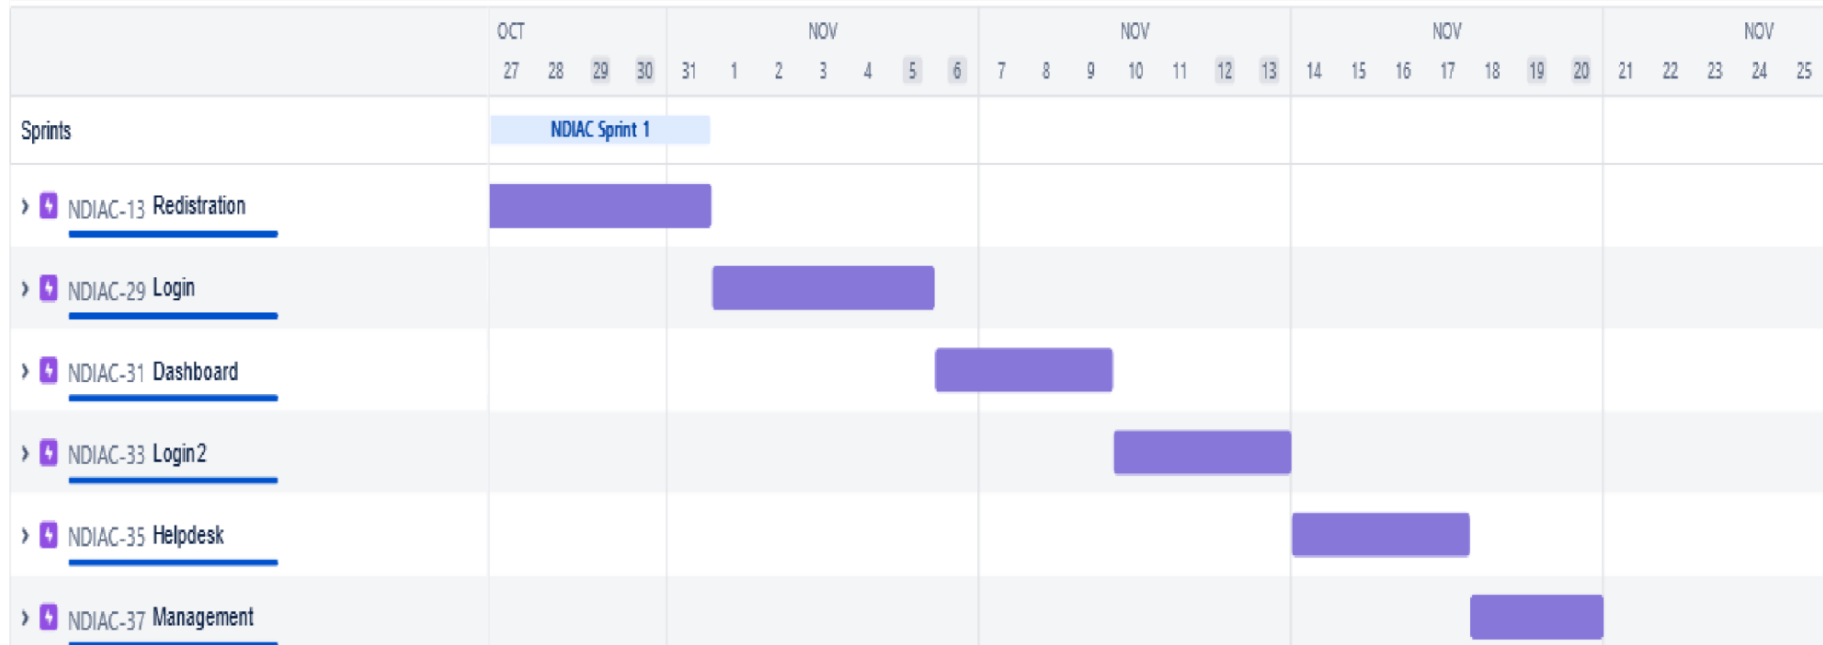 OCT NOV NOV NOV NOV
27 28 29 30 31 1 2 3 4 5 6 7 8 9 10 11 12 13 14 15 16 17 18 19 20 21 22 23 24 25
Sprints NDIAC Sprint 1
NDIAC-13 Redistration
NDIAC-29 Login
NDIAC-31 Dashboard
NDIAC-33 Login2
NDIAC-35 Helpdesk
NDIAC-37 Management